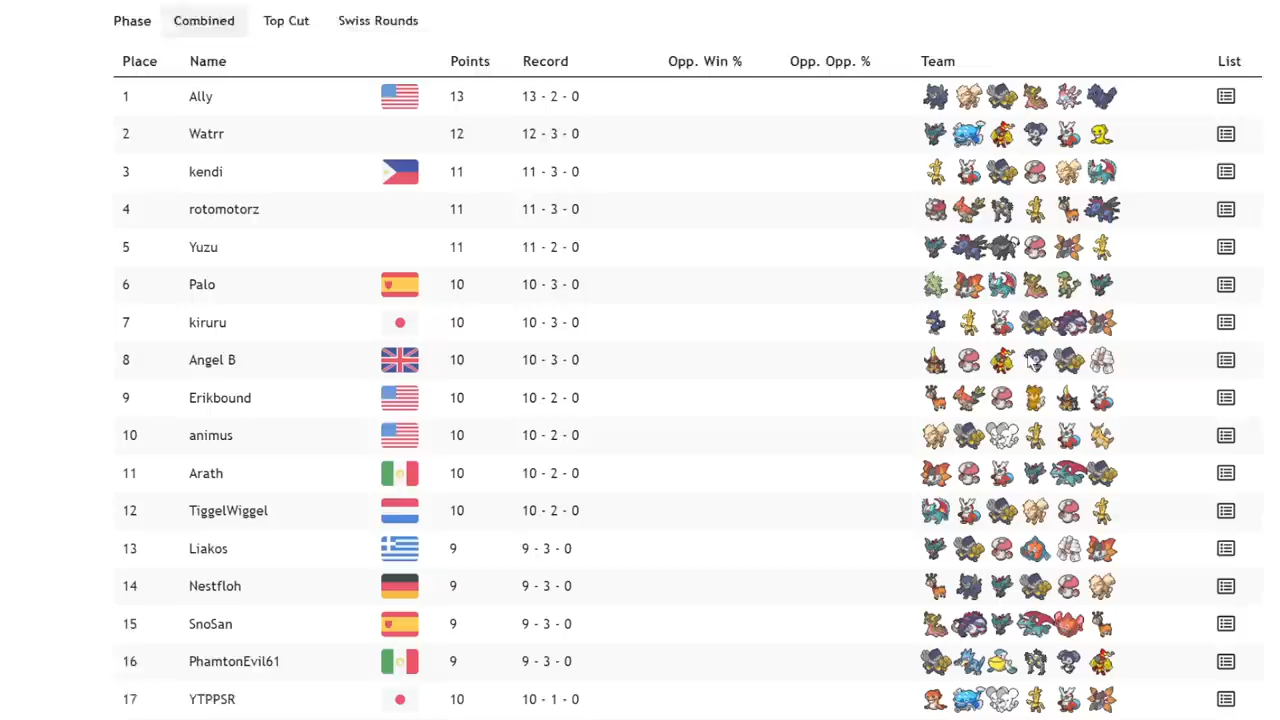 Phase Combined Top Cut Swiss Rounds
Place Name Points Record Opp. Win % Opp. Opp. % Team List
1 Ally 13 13 - 2 - 0
2 Watrr 12 12 - 3 - 0
3 kendi 11 11 - 3 - 0
4 rotomotorz 11 11 - 3 - 0
5 Yuzu 11 11 - 2 - 0
6 Palo 10 10 - 3 - 0
7 kiruru 10 10 - 3 - 0
8 Angel B 10 10 - 3 - 0
9 Erikbound 10 10 - 2 - 0
10 animus 10 10 - 2 - 0
11 Arath 10 10 - 2 - 0
12 TiggelWiggel 10 10 - 2 - 0
13 Liakos 9 9 - 3 - 0
14 Nestfloh 9 9 - 3 - 0
15 SnoSan 9 9 - 3 - 0
16 PhamtonEvil61 9 9 - 3 - 0
17 YTPPSR 10 10 - 1 - 0